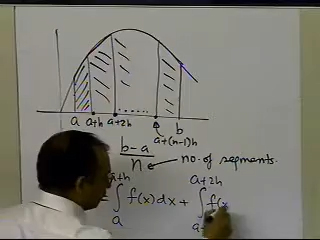 a a+h a+2h ........ b
a+(n-1)h
b-a
n
no. of segments.
a+h a+2h
= ∫ f(x) dx + ∫ f(x
a a+